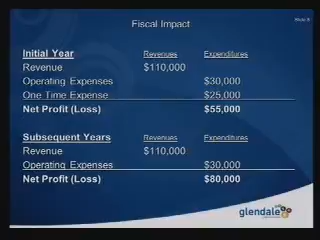 Fiscal Impact
Initial Year Revenues Expenditures
Revenue $110,000
Operating Expenses $30,000
One Time Expense $25,000
Net Profit (Loss) $55,000
Subsequent Years Revenues Expenditures
Revenue $110,000
Operating Expenses $30,000
Net Profit (Loss) $80,000
glendale